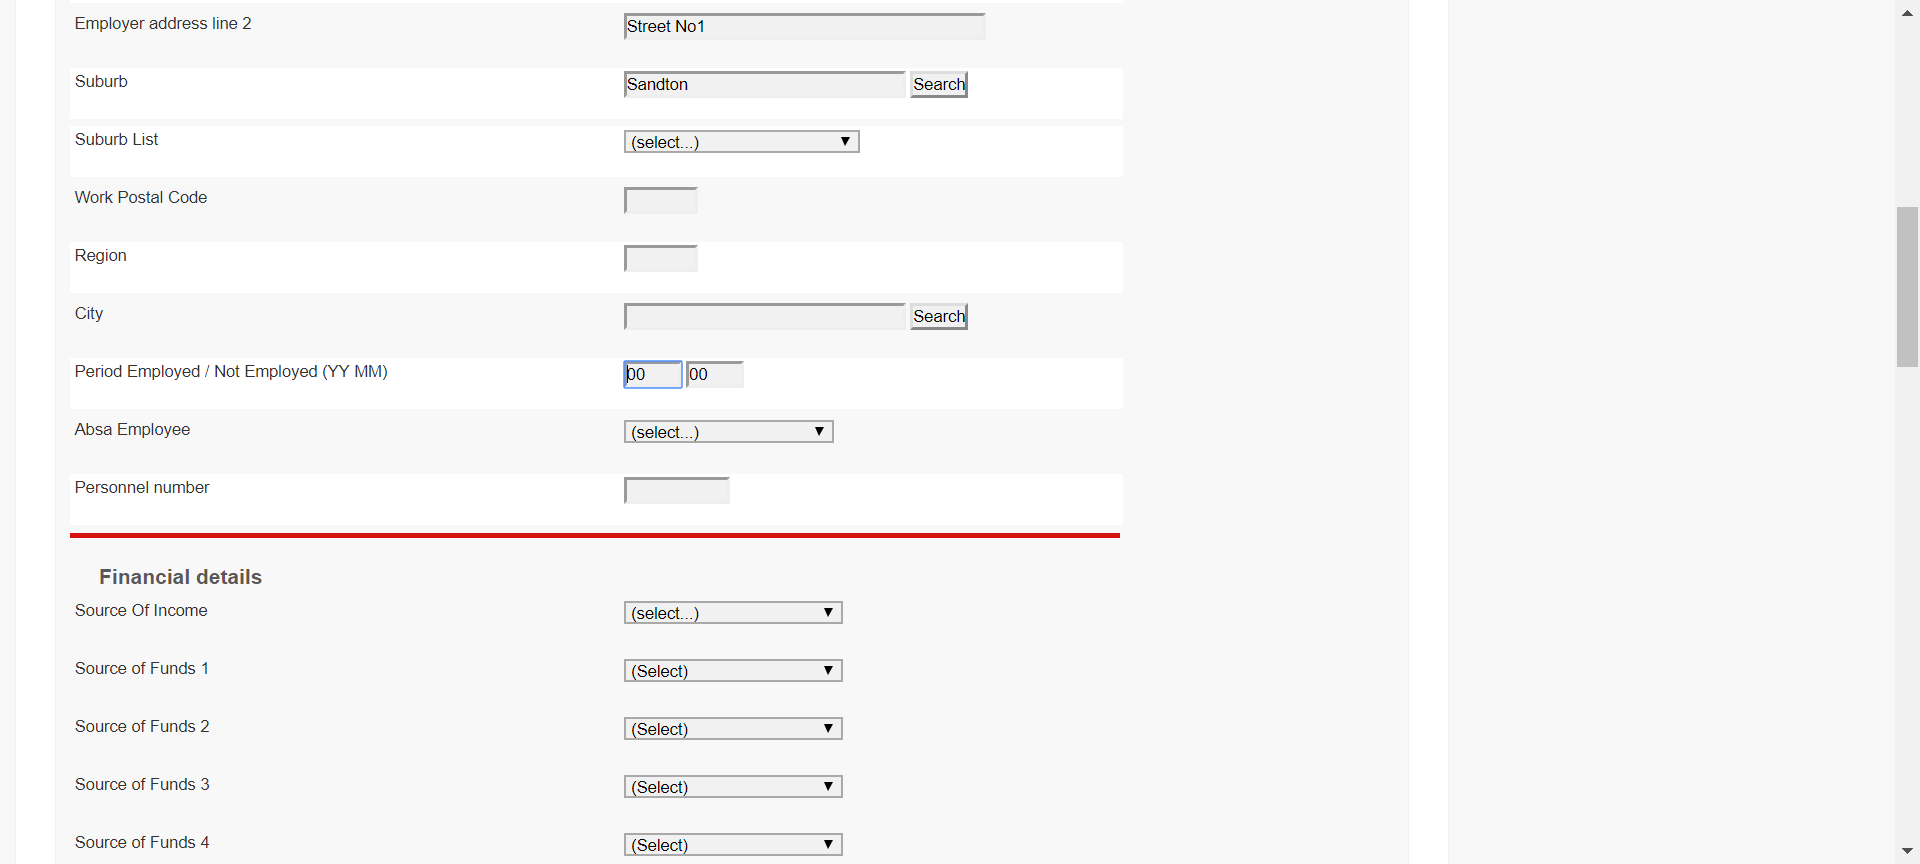 Employer address line 2 Street No1
Suburb Sandton Search
Suburb List (select...)
Work Postal Code
Region
City Search
Period Employed / Not Employed (YY MM) 00 00
Absa Employee (select...)
Personnel number
Financial details
Source Of Income (select...)
Source of Funds 1 (Select)
Source of Funds 2 (Select)
Source of Funds 3 (Select)
Source of Funds 4 (Select)